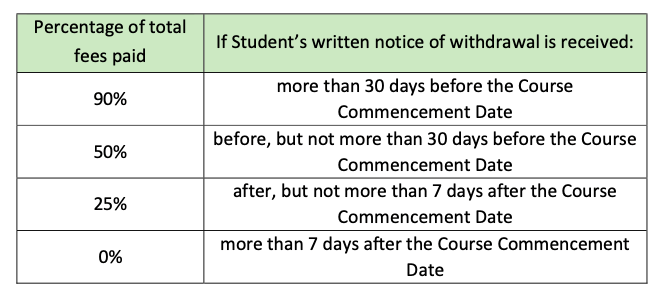 Percentage of total
fees paid
If Student's written notice of withdrawal is received:
90%
more than 30 days before the Course
Commencement Date
50%
before, but not more than 30 days before the Course
Commencement Date
25%
after, but not more than 7 days after the Course
Commencement Date
0%
more than 7 days after the Course Commencement
Date